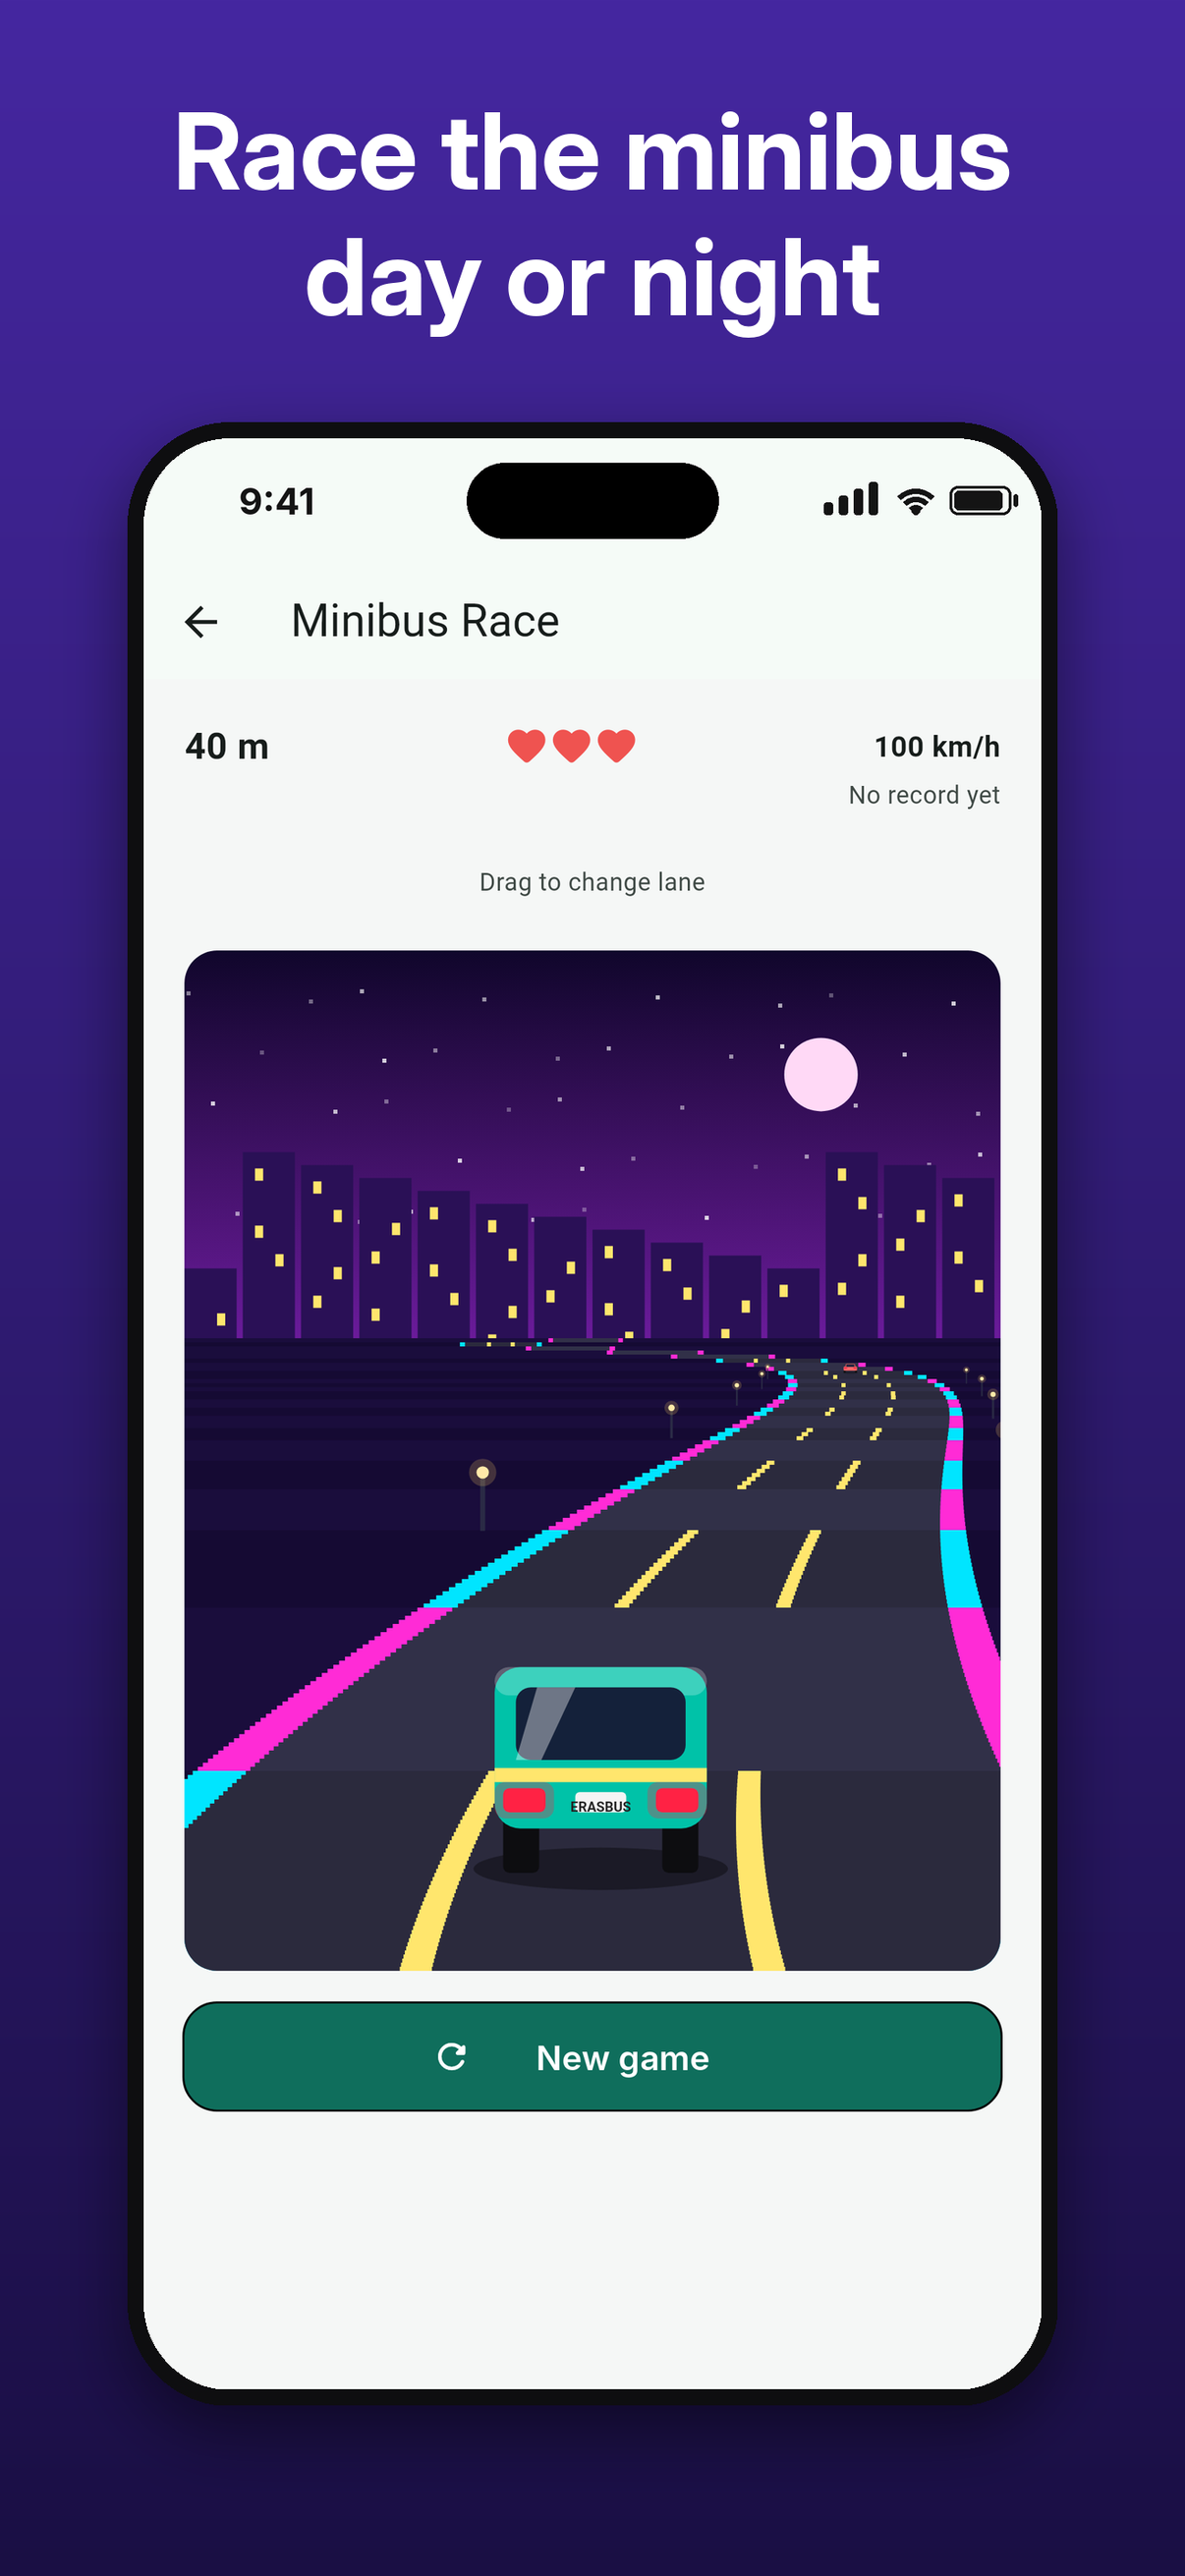 Race the minibus
day or night
9:41
Minibus Race
40 m
100 km/h
No record yet
Drag to change lane
ERASBUS
New game